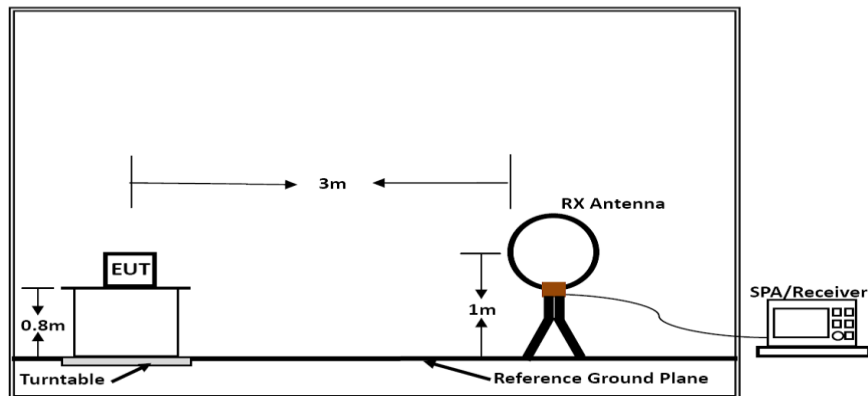 3m
RX Antenna
EUT
SPA/Receiver
0.8m
1m
Turntable
Reference Ground Plane